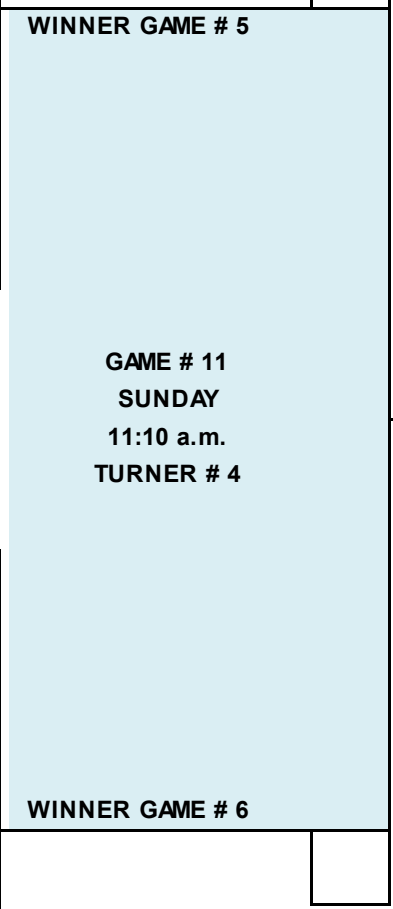 WINNER GAME # 5
GAME # 11
SUNDAY
11:10 a.m.
TURNER # 4
WINNER GAME # 6